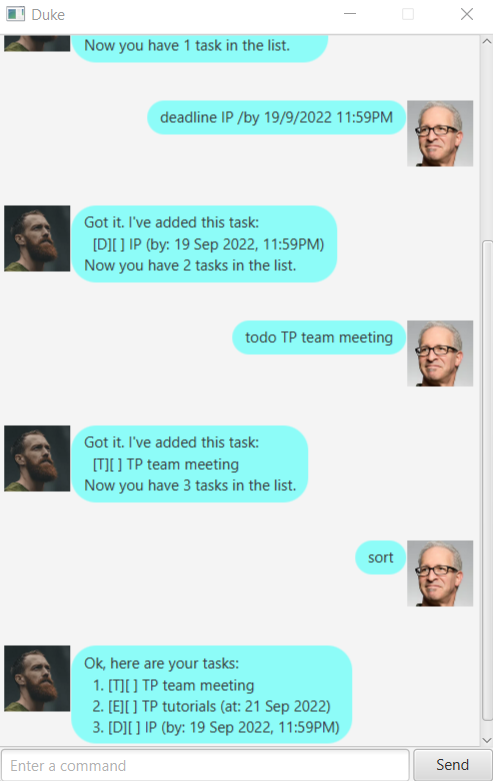 Duke
Now you have 1 task in the list.
deadline IP /by 19/9/2022 11:59PM
Got it. I've added this task:
[D][ ] IP (by: 19 Sep 2022, 11:59PM)
Now you have 2 tasks in the list.
todo TP team meeting
Got it. I've added this task:
[T][ ] TP team meeting
Now you have 3 tasks in the list.
sort
Ok, here are your tasks:
1. [T][ ] TP team meeting
2. [E][ ] TP tutorials (at: 21 Sep 2022)
3. [D][ ] IP (by: 19 Sep 2022, 11:59PM)
Enter a command
Send